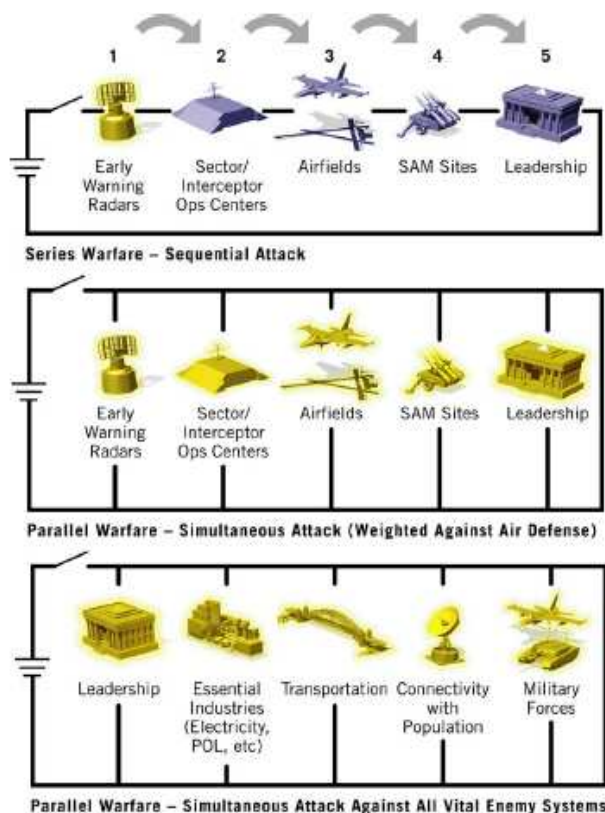 1 2 3 4 5
Early Warning Radars
Sector/ Interceptor Ops Centers
Airfields
SAM Sites
Leadership
Series Warfare – Sequential Attack
Early Warning Radars
Sector/ Interceptor Ops Centers
Airfields
SAM Sites
Leadership
Parallel Warfare – Simultaneous Attack (Weighted Against Air Defense)
Leadership
Essential Industries (Electricity, POL, etc)
Transportation
Connectivity with Population
Military Forces
Parallel Warfare – Simultaneous Attack Against All Vital Enemy Systems